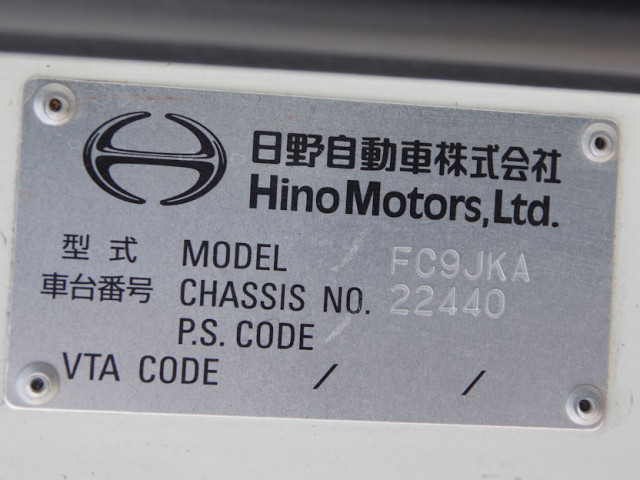 日野自動車株式会社
Hino Motors, Ltd.
型式 MODEL FC9JKA
車台番号 CHASSIS NO. 22440
P.S. CODE
VTA CODE / /